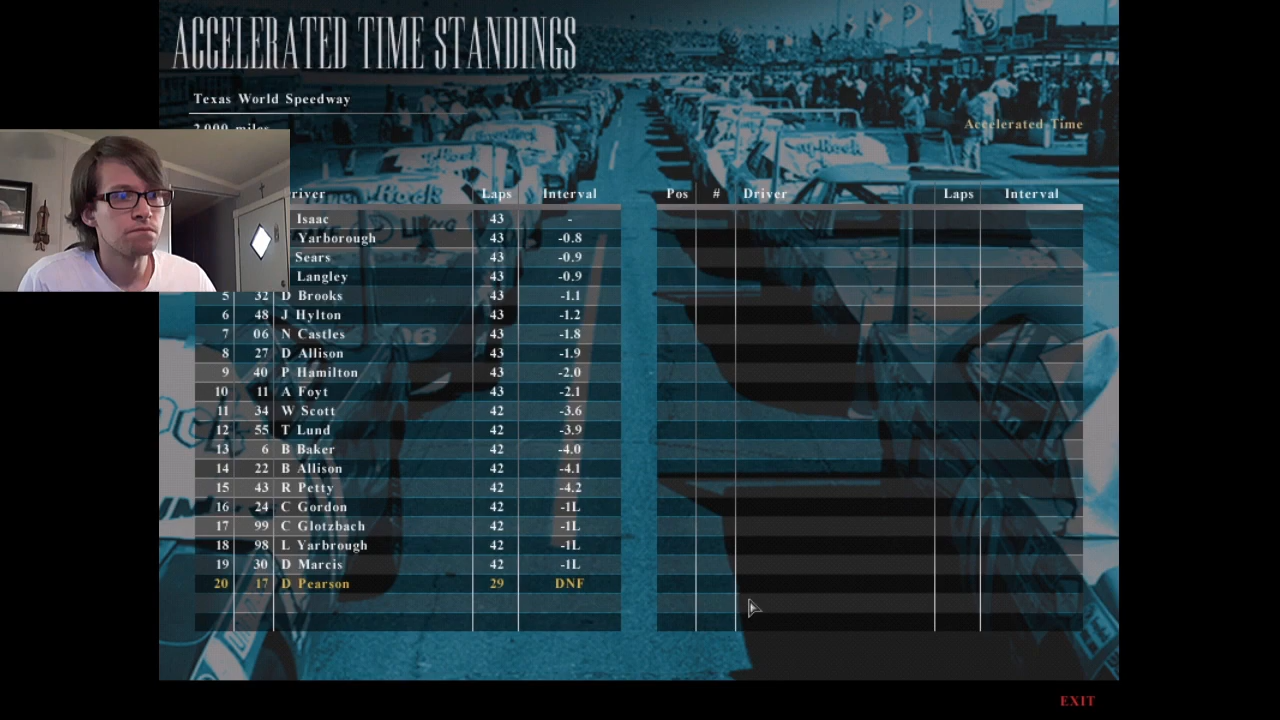 ACCELERATED TIME STANDINGS
Texas World Speedway
2.000 miles
Accelerated Time
river Laps Interval Pos # Driver Laps Interval
Isaac 43 -
Yarborough 43 -0.8
Sears 43 -0.9
Langley 43 -0.9
5 32 D Brooks 43 -1.1
6 48 J Hylton 43 -1.2
7 06 N Castles 43 -1.8
8 27 D Allison 43 -1.9
9 40 P Hamilton 43 -2.0
10 11 A Foyt 43 -2.1
11 34 W Scott 42 -3.6
12 55 T Lund 42 -3.9
13 6 B Baker 42 -4.0
14 22 B Allison 42 -4.1
15 43 R Petty 42 -4.2
16 24 C Gordon 42 -1L
17 99 C Glotzbach 42 -1L
18 98 L Yarbrough 42 -1L
19 30 D Marcis 42 -1L
20 17 D Pearson 29 DNF
EXIT